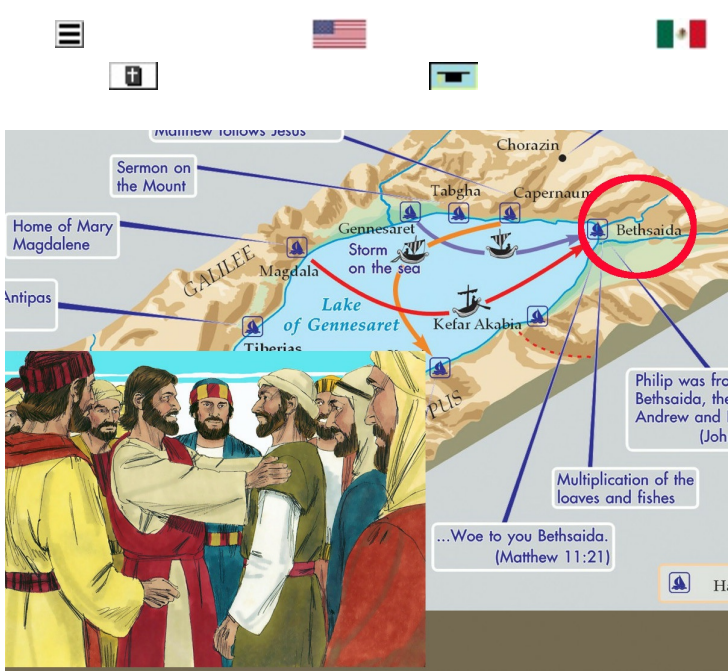 Matthew follows Jesus
Chorazin
Sermon on
the Mount
Tabgha
Capernaum
Home of Mary
Magdalene
Gennesaret
Bethsaida
Storm
on the sea
GALILEE
Magdala
Antipas
Lake
of Gennesaret
Kefar Akabia
Tiberias
PUS
Philip was fro
Bethsaida, the
Andrew and
(Joh
Multiplication of the
loaves and fishes
...Woe to you Bethsaida.
(Matthew 11:21)
Ha